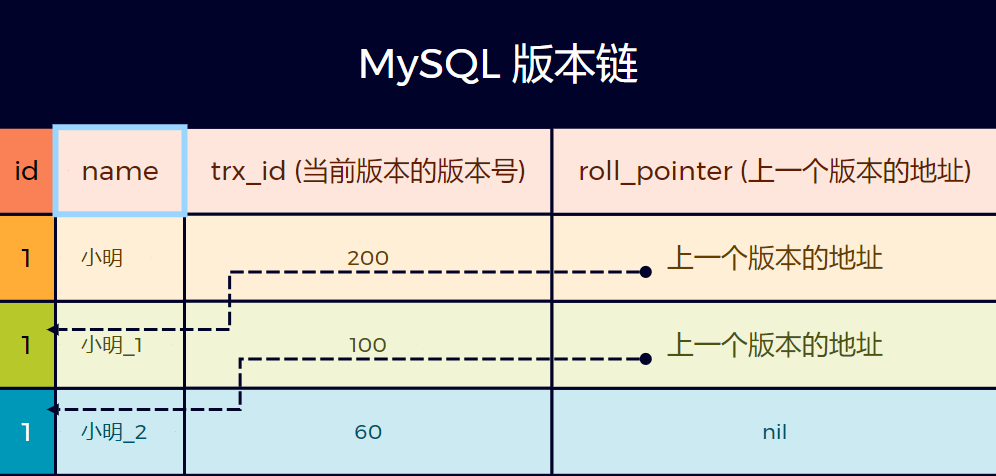 MySQL 版本链
id name trx_id (当前版本的版本号) roll_pointer (上一个版本的地址)
1 小明 200 上一个版本的地址
1 小明_1 100 上一个版本的地址
1 小明_2 60 nil